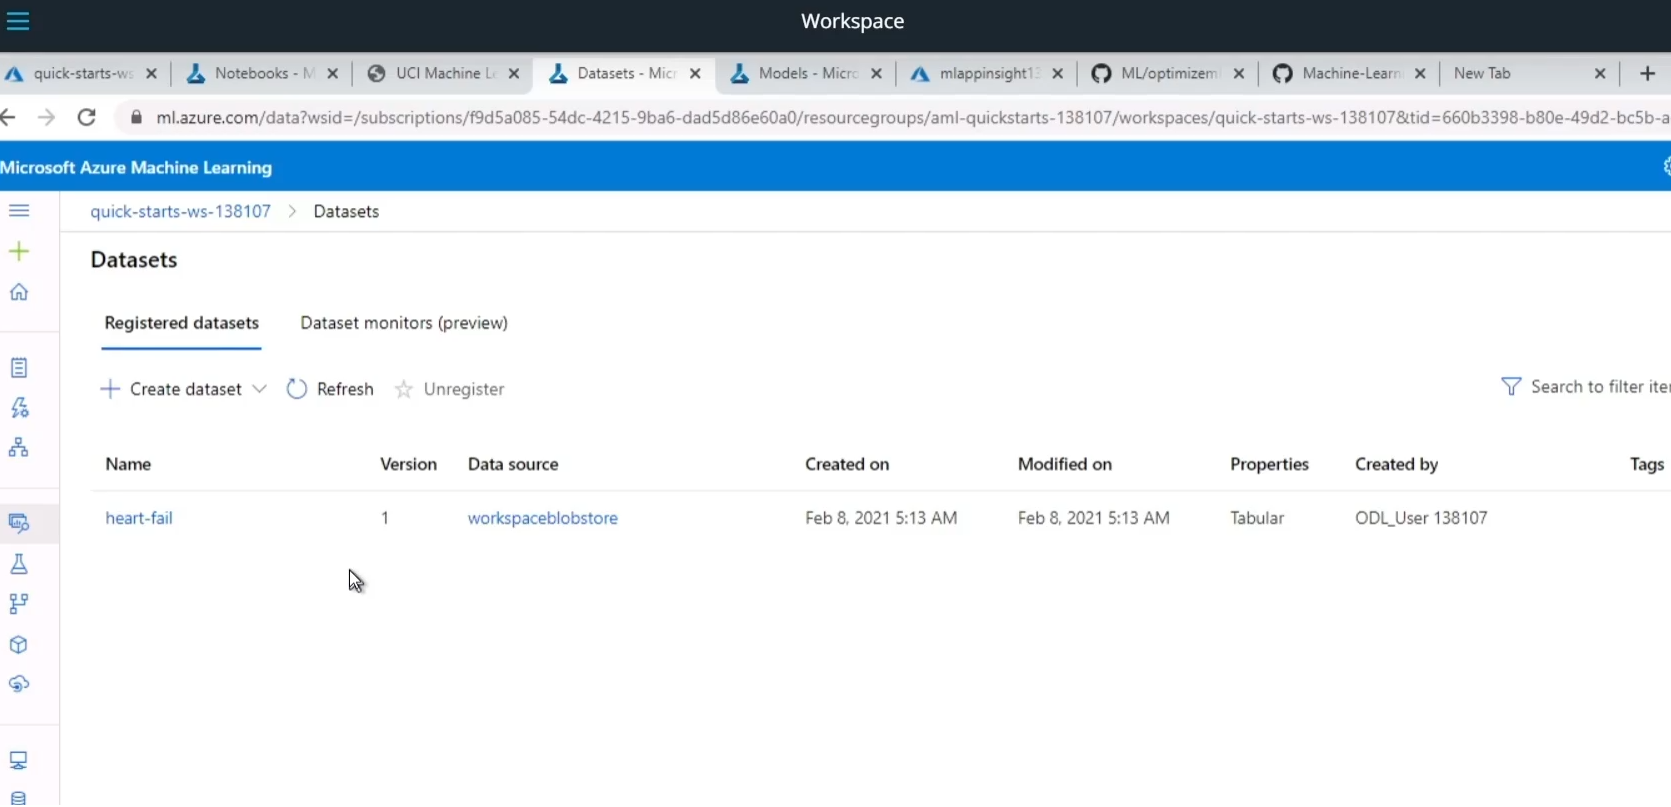 Workspace
quick-starts-ws
Notebooks - M
UCI Machine Le
Datasets - Micr
Models - Micro
mlappinsight13
ML/optimizeml
Machine-Learni
New Tab
ml.azure.com/data?wsid=/subscriptions/f9d5a085-54dc-4215-9ba6-dad5d86e60a0/resourcegroups/aml-quickstarts-138107/workspaces/quick-starts-ws-138107&tid=660b3398-b80e-49d2-bc5b-a
Microsoft Azure Machine Learning
quick-starts-ws-138107 > Datasets
Datasets
Registered datasets Dataset monitors (preview)
Create dataset Refresh Unregister Search to filter iter
Name Version Data source Created on Modified on Properties Created by Tags
heart-fail 1 workspaceblobstore Feb 8, 2021 5:13 AM Feb 8, 2021 5:13 AM Tabular ODL_User 138107